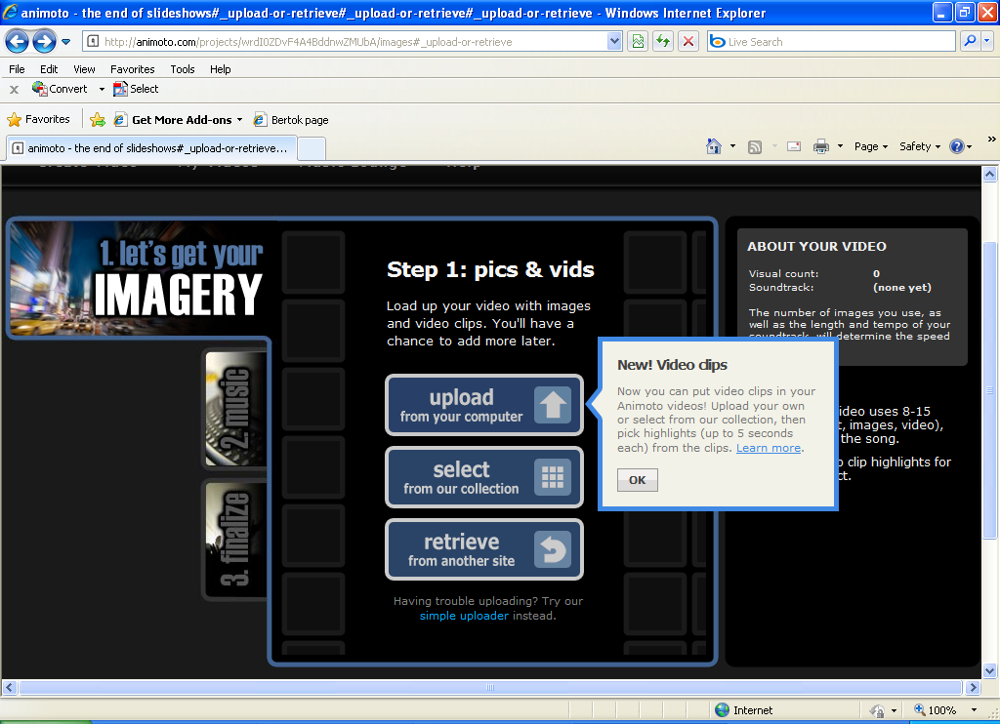 animoto - the end of slideshows#_upload-or-retrieve#_upload-or-retrieve#_upload-or-retrieve - Windows Internet Explorer
http://animoto.com/projects/wrdI0ZDvF4A4BddnwZMUbA/images#_upload-or-retrieve
Live Search
File Edit View Favorites Tools Help
x Convert Select
Favorites Get More Add-ons Bertok page
animoto - the end of slideshows#_upload-or-retrieve...
Page Safety »
Create Video My Videos Music Lounge Help
1. let's get your
IMAGERY
2. music
3. finalize
Step 1: pics & vids
Load up your video with images
and video clips. You'll have a
chance to add more later.
upload
from your computer
select
from our collection
retrieve
from another site
Having trouble uploading? Try our
simple uploader instead.
New! Video clips
Now you can put video clips in your
Animoto videos! Upload your own
or select from our collection, then
pick highlights (up to 5 seconds
each) from the clips. Learn more.
OK
ABOUT YOUR VIDEO
Visual count: 0
Soundtrack: (none yet)
The number of images you use, as
well as the length and tempo of your
soundtrack, will determine the speed
ideo uses 8-15
t, images, video),
the song.
o clip highlights for
ct.
Internet
100%